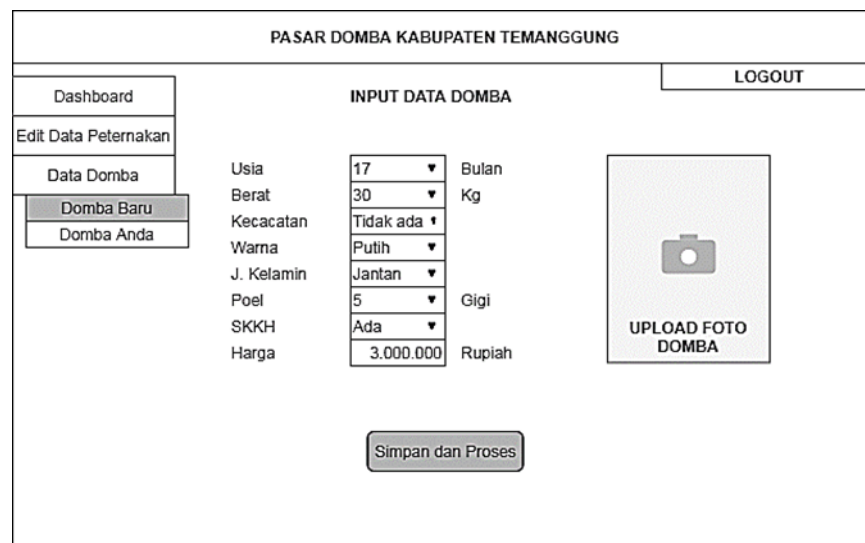 PASAR DOMBA KABUPATEN TEMANGGUNG
LOGOUT
Dashboard
Edit Data Peternakan
Data Domba
Domba Baru
Domba Anda
INPUT DATA DOMBA
Usia 17 Bulan
Berat 30 Kg
Kecacatan Tidak ada
Warna Putih
J. Kelamin Jantan
Poel 5 Gigi
SKKH Ada
Harga 3.000.000 Rupiah
UPLOAD FOTO
DOMBA
Simpan dan Proses